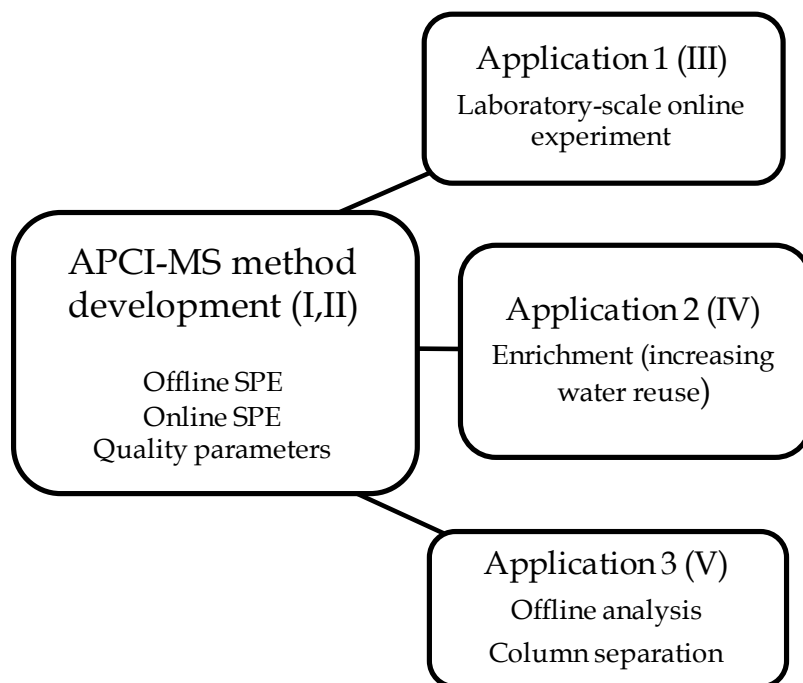 Application 1 (III)
Laboratory-scale online
experiment
APCI-MS method
development (I,II)
Offline SPE
Online SPE
Quality parameters
Application 2 (IV)
Enrichment (increasing
water reuse)
Application 3 (V)
Offline analysis
Column separation